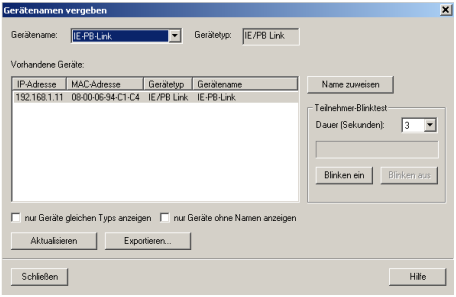 Gerätenamen vergeben
Gerätename: IE-PB-Link Gerätetyp: IE/PB Link
Vorhandene Geräte:
IP-Adresse MAC-Adresse Gerätetyp Gerätename
192.168.1.11 08-00-06-94-C1-C4 IE/PB Link IE-PB-Link
Name zuweisen
Teilnehmer-Blinktest
Dauer (Sekunden): 3
Blinken ein Blinken aus
nur Geräte gleichen Typs anzeigen nur Geräte ohne Namen anzeigen
Aktualisieren Exportieren...
Schließen Hilfe